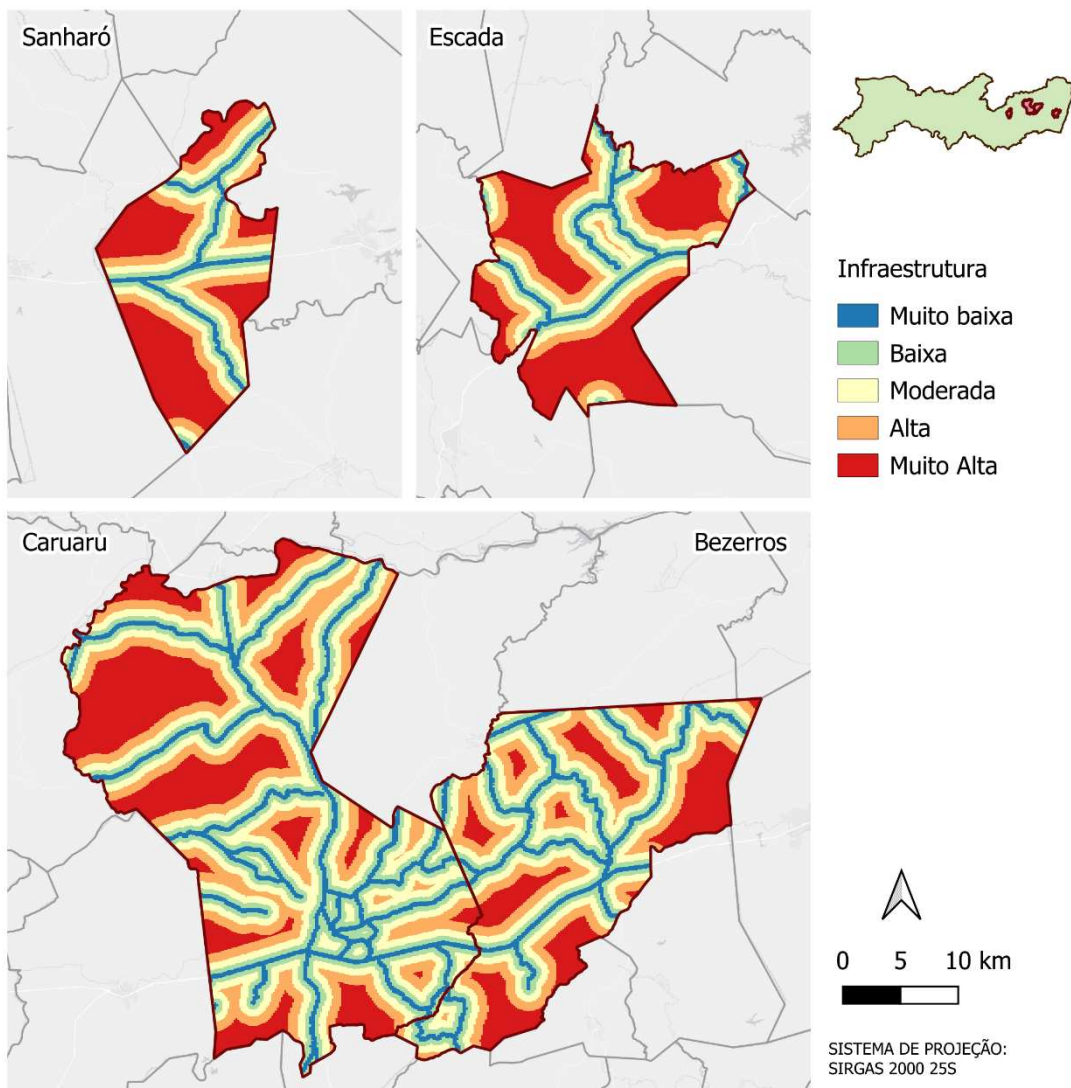 Sanharó
Escada
Infraestrutura
Muito baixa
Baixa
Moderada
Alta
Muito Alta
Caruaru
Bezerros
0 5 10 km
SISTEMA DE PROJEÇÃO:
SIRGAS 2000 25S